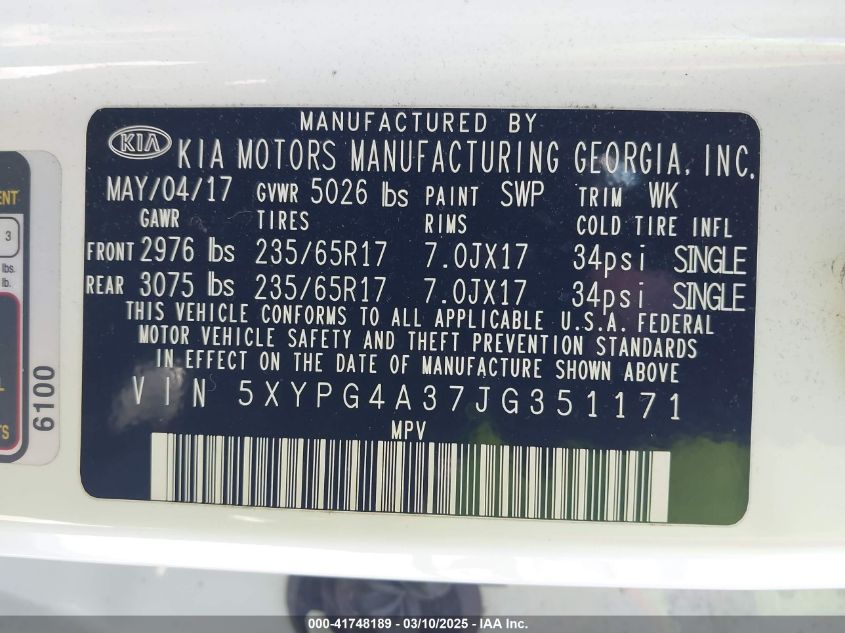 MANUFACTURED BY
KIA KIA MOTORS MANUFACTURING GEORGIA, INC.
MAY/04/17 GVWR 5026 lbs PAINT SWP TRIM WK
GAWR TIRES RIMS COLD TIRE INFL
FRONT 2976 lbs 235/65R17 7.0JX17 34psi SINGLE
REAR 3075 lbs 235/65R17 7.0JX17 34psi SINGLE
THIS VEHICLE CONFORMS TO ALL APPLICABLE U.S.A. FEDERAL
MOTOR VEHICLE SAFETY AND THEFT PREVENTION STANDARDS
IN EFFECT ON THE DATE OF MANUFACTURE SHOWN ABOVE.
VIN 5XYPG4A37JG351171
MPV
3
lbs.
lb.
6100
000-41748189 - 03/10/2025 - IAA Inc.